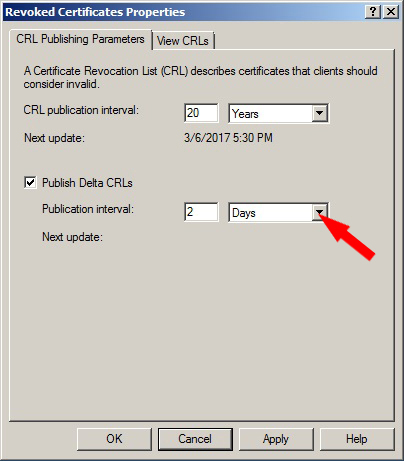 Revoked Certificates Properties
CRL Publishing Parameters
View CRLs
A Certificate Revocation List (CRL) describes certificates that clients should
consider invalid.
CRL publication interval: 20 Years
Next update: 3/6/2017 5:30 PM
Publish Delta CRLs
Publication interval: 2 Days
Next update:
OK Cancel Apply Help